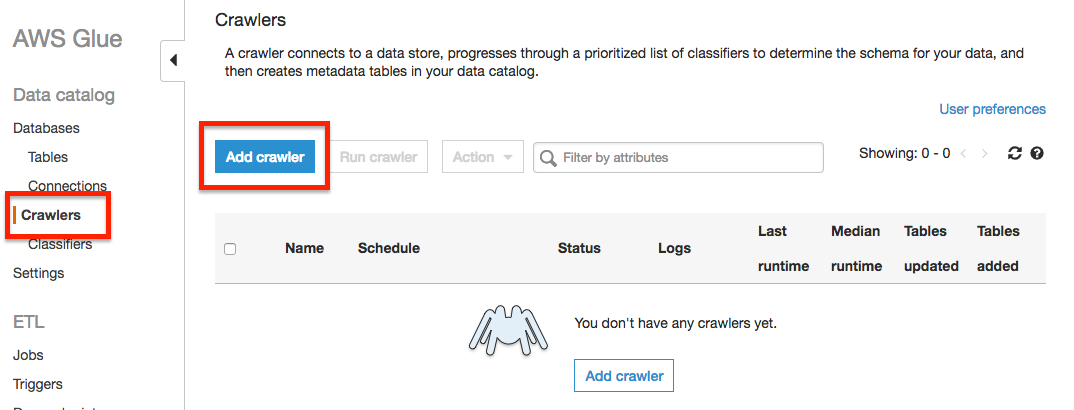 AWS Glue
Data catalog
Databases
Tables
Connections
Crawlers
Classifiers
Settings
ETL
Jobs
Triggers
Crawlers
A crawler connects to a data store, progresses through a prioritized list of classifiers to determine the schema for your data, and
then creates metadata tables in your data catalog.
User preferences
Add crawler
Run crawler
Action
Filter by attributes
Showing: 0 - 0
Name
Schedule
Status
Logs
Last
runtime
Median
runtime
Tables
updated
Tables
added
You don't have any crawlers yet.
Add crawler